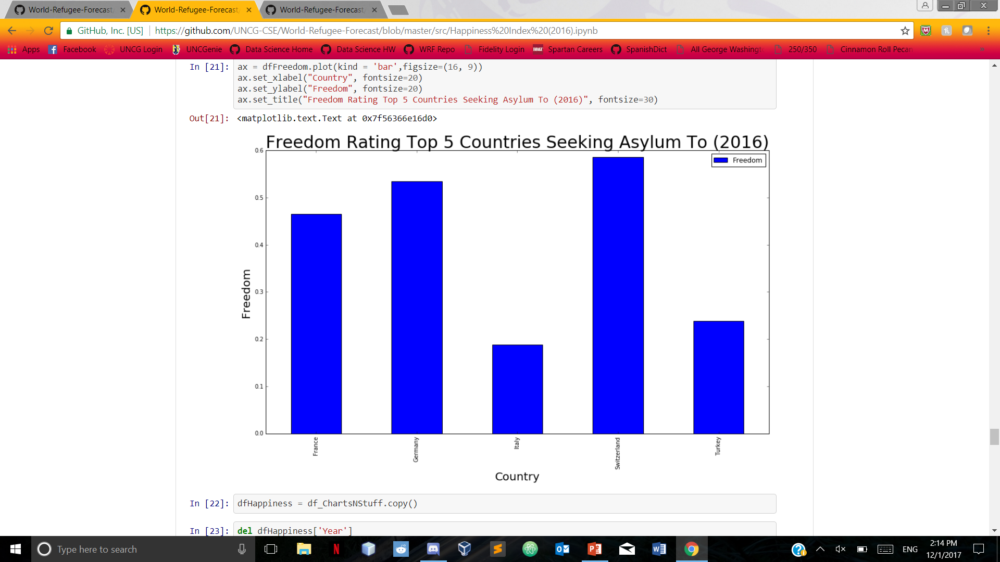 World-Refugee-Forecast
World-Refugee-Forecast
World-Refugee-Forecast
GitHub, Inc. [US]
https://github.com/UNCG-CSE/World-Refugee-Forecast/blob/master/src/Happiness%20Index%20(2016).ipynb
Apps Facebook UNCG Login UNCGenie Data Science Home Data Science HW WRF Repo Fidelity Login BB&T Spartan Careers SpanishDict All George Washingt 250/350 Cinnamon Roll Pecan
In [21]: ax = dfFreedom.plot(kind = 'bar',figsize=(16, 9))
ax.set_xlabel("Country", fontsize=20)
ax.set_ylabel("Freedom", fontsize=20)
ax.set_title("Freedom Rating Top 5 Countries Seeking Asylum To (2016)", fontsize=30)
Out[21]: <matplotlib.text.Text at 0x7f56366e16d0>
Freedom Rating Top 5 Countries Seeking Asylum To (2016)
Freedom
0.6
0.5
0.4
0.3
0.2
0.1
0.0
Freedom
France
Germany
Italy
Switzerland
Turkey
Country
In [22]: dfHappiness = df_ChartsNStuff.copy()
In [23]: del dfHappiness['Year']
Type here to search
ENG
2:14 PM
12/1/2017